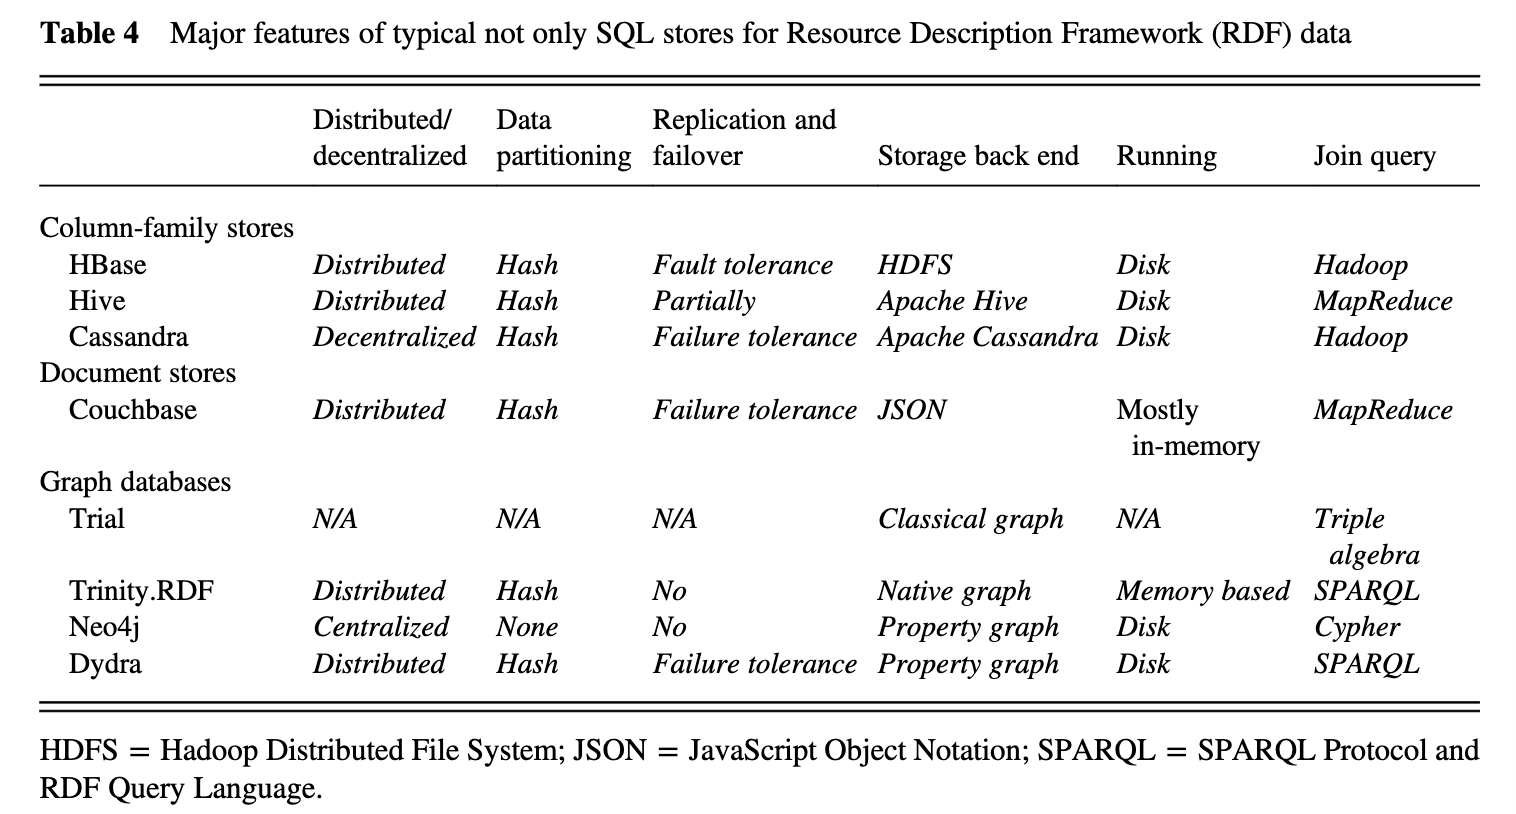 Table 4 Major features of typical not only SQL stores for Resource Description Framework (RDF) data
Distributed/ Data Replication and
decentralized partitioning failover Storage back end Running Join query
Column-family stores
HBase Distributed Hash Fault tolerance HDFS Disk Hadoop
Hive Distributed Hash Partially Apache Hive Disk MapReduce
Cassandra Decentralized Hash Failure tolerance Apache Cassandra Disk Hadoop
Document stores
Couchbase Distributed Hash Failure tolerance JSON Mostly MapReduce
in-memory
Graph databases
Trial N/A N/A N/A Classical graph N/A Triple
algebra
Trinity.RDF Distributed Hash No Native graph Memory based SPARQL
Neo4j Centralized None No Property graph Disk Cypher
Dydra Distributed Hash Failure tolerance Property graph Disk SPARQL
HDFS = Hadoop Distributed File System; JSON = JavaScript Object Notation; SPARQL = SPARQL Protocol and
RDF Query Language.